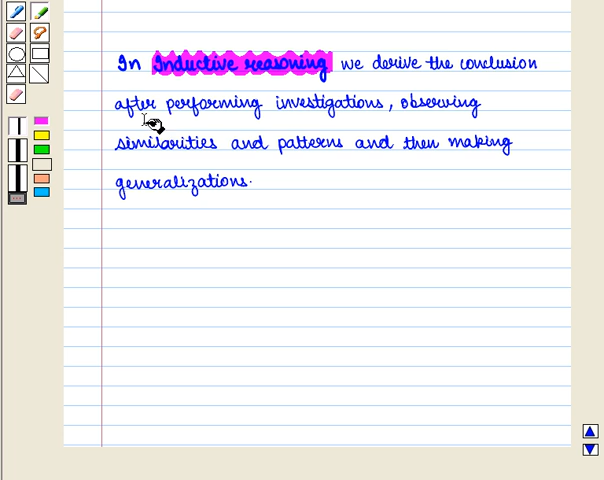 In Inductive reasoning we derive the conclusion
after performing investigations, observing
similarities and patterns and then making
generalizations.